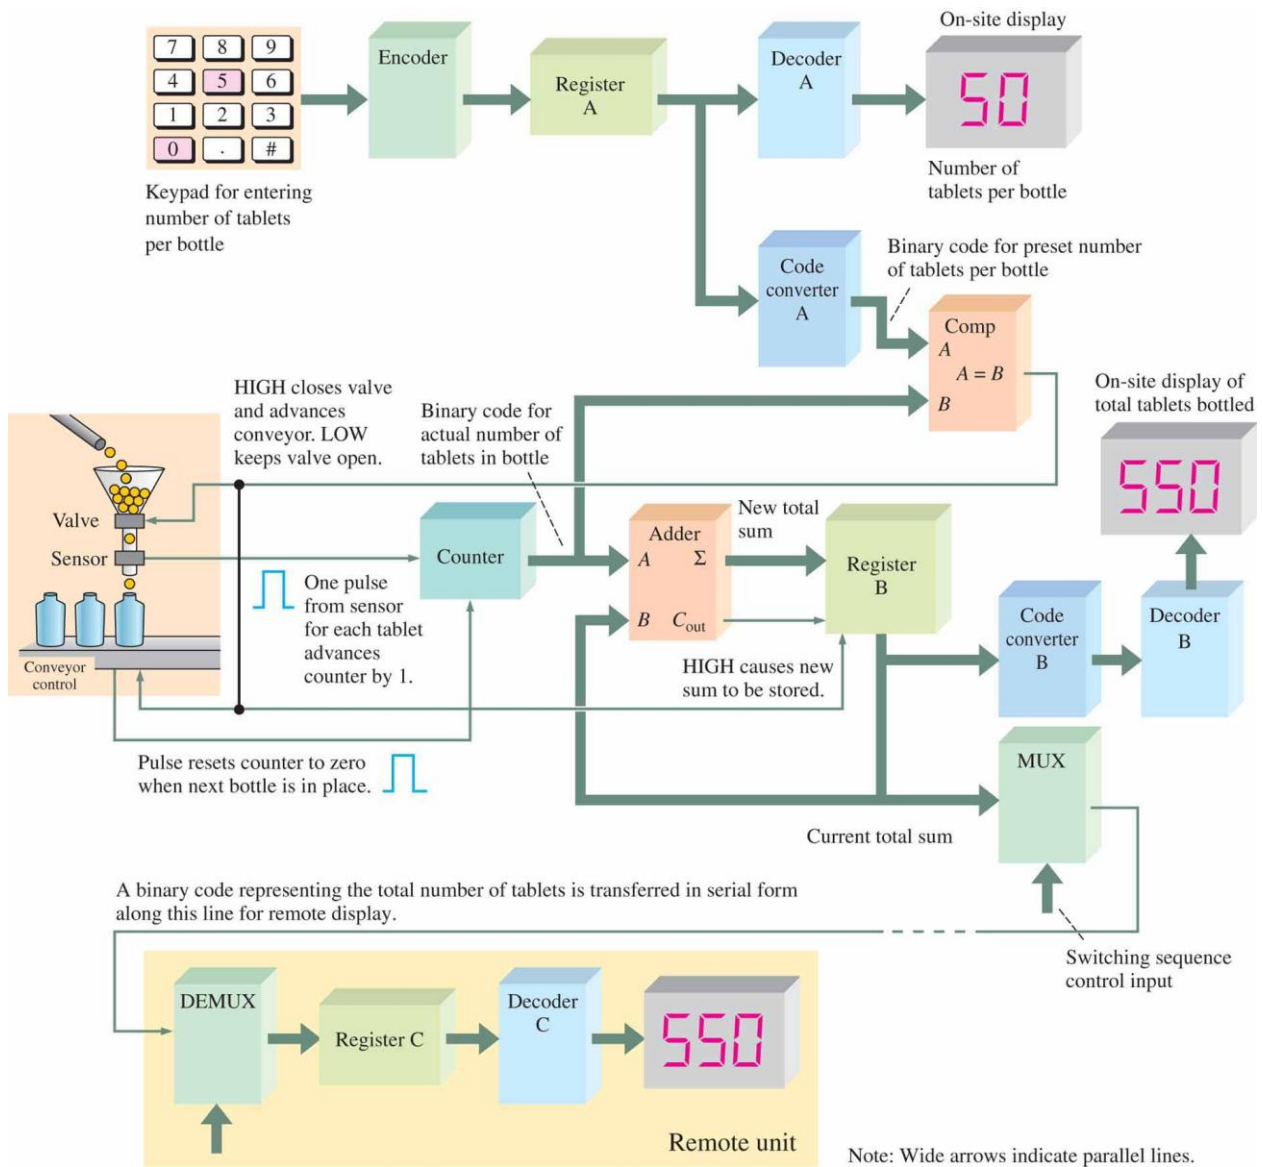 On-site display
7 8 9
4 5 6
1 2 3
0 . #
Keypad for entering
number of tablets
per bottle
Encoder
Register
A
Decoder
A
50
Number of
tablets per bottle
Code
converter
A
Binary code for preset number
of tablets per bottle
Comp
A
A = B
B
HIGH closes valve
and advances
conveyor. LOW
keeps valve open.
Binary code for
actual number of
tablets in bottle
On-site display of
total tablets bottled
550
Valve
Sensor
Conveyor
control
Counter
One pulse
from sensor
for each tablet
advances
counter by 1.
Adder
A Σ
B Cout
New total
sum
Register
B
HIGH causes new
sum to be stored.
Code
converter
B
Decoder
B
Pulse resets counter to zero
when next bottle is in place.
MUX
Current total sum
Switching sequence
control input
A binary code representing the total number of tablets is transferred in serial form
along this line for remote display.
DEMUX
Register C
Decoder
C
550
Remote unit
Note: Wide arrows indicate parallel lines.